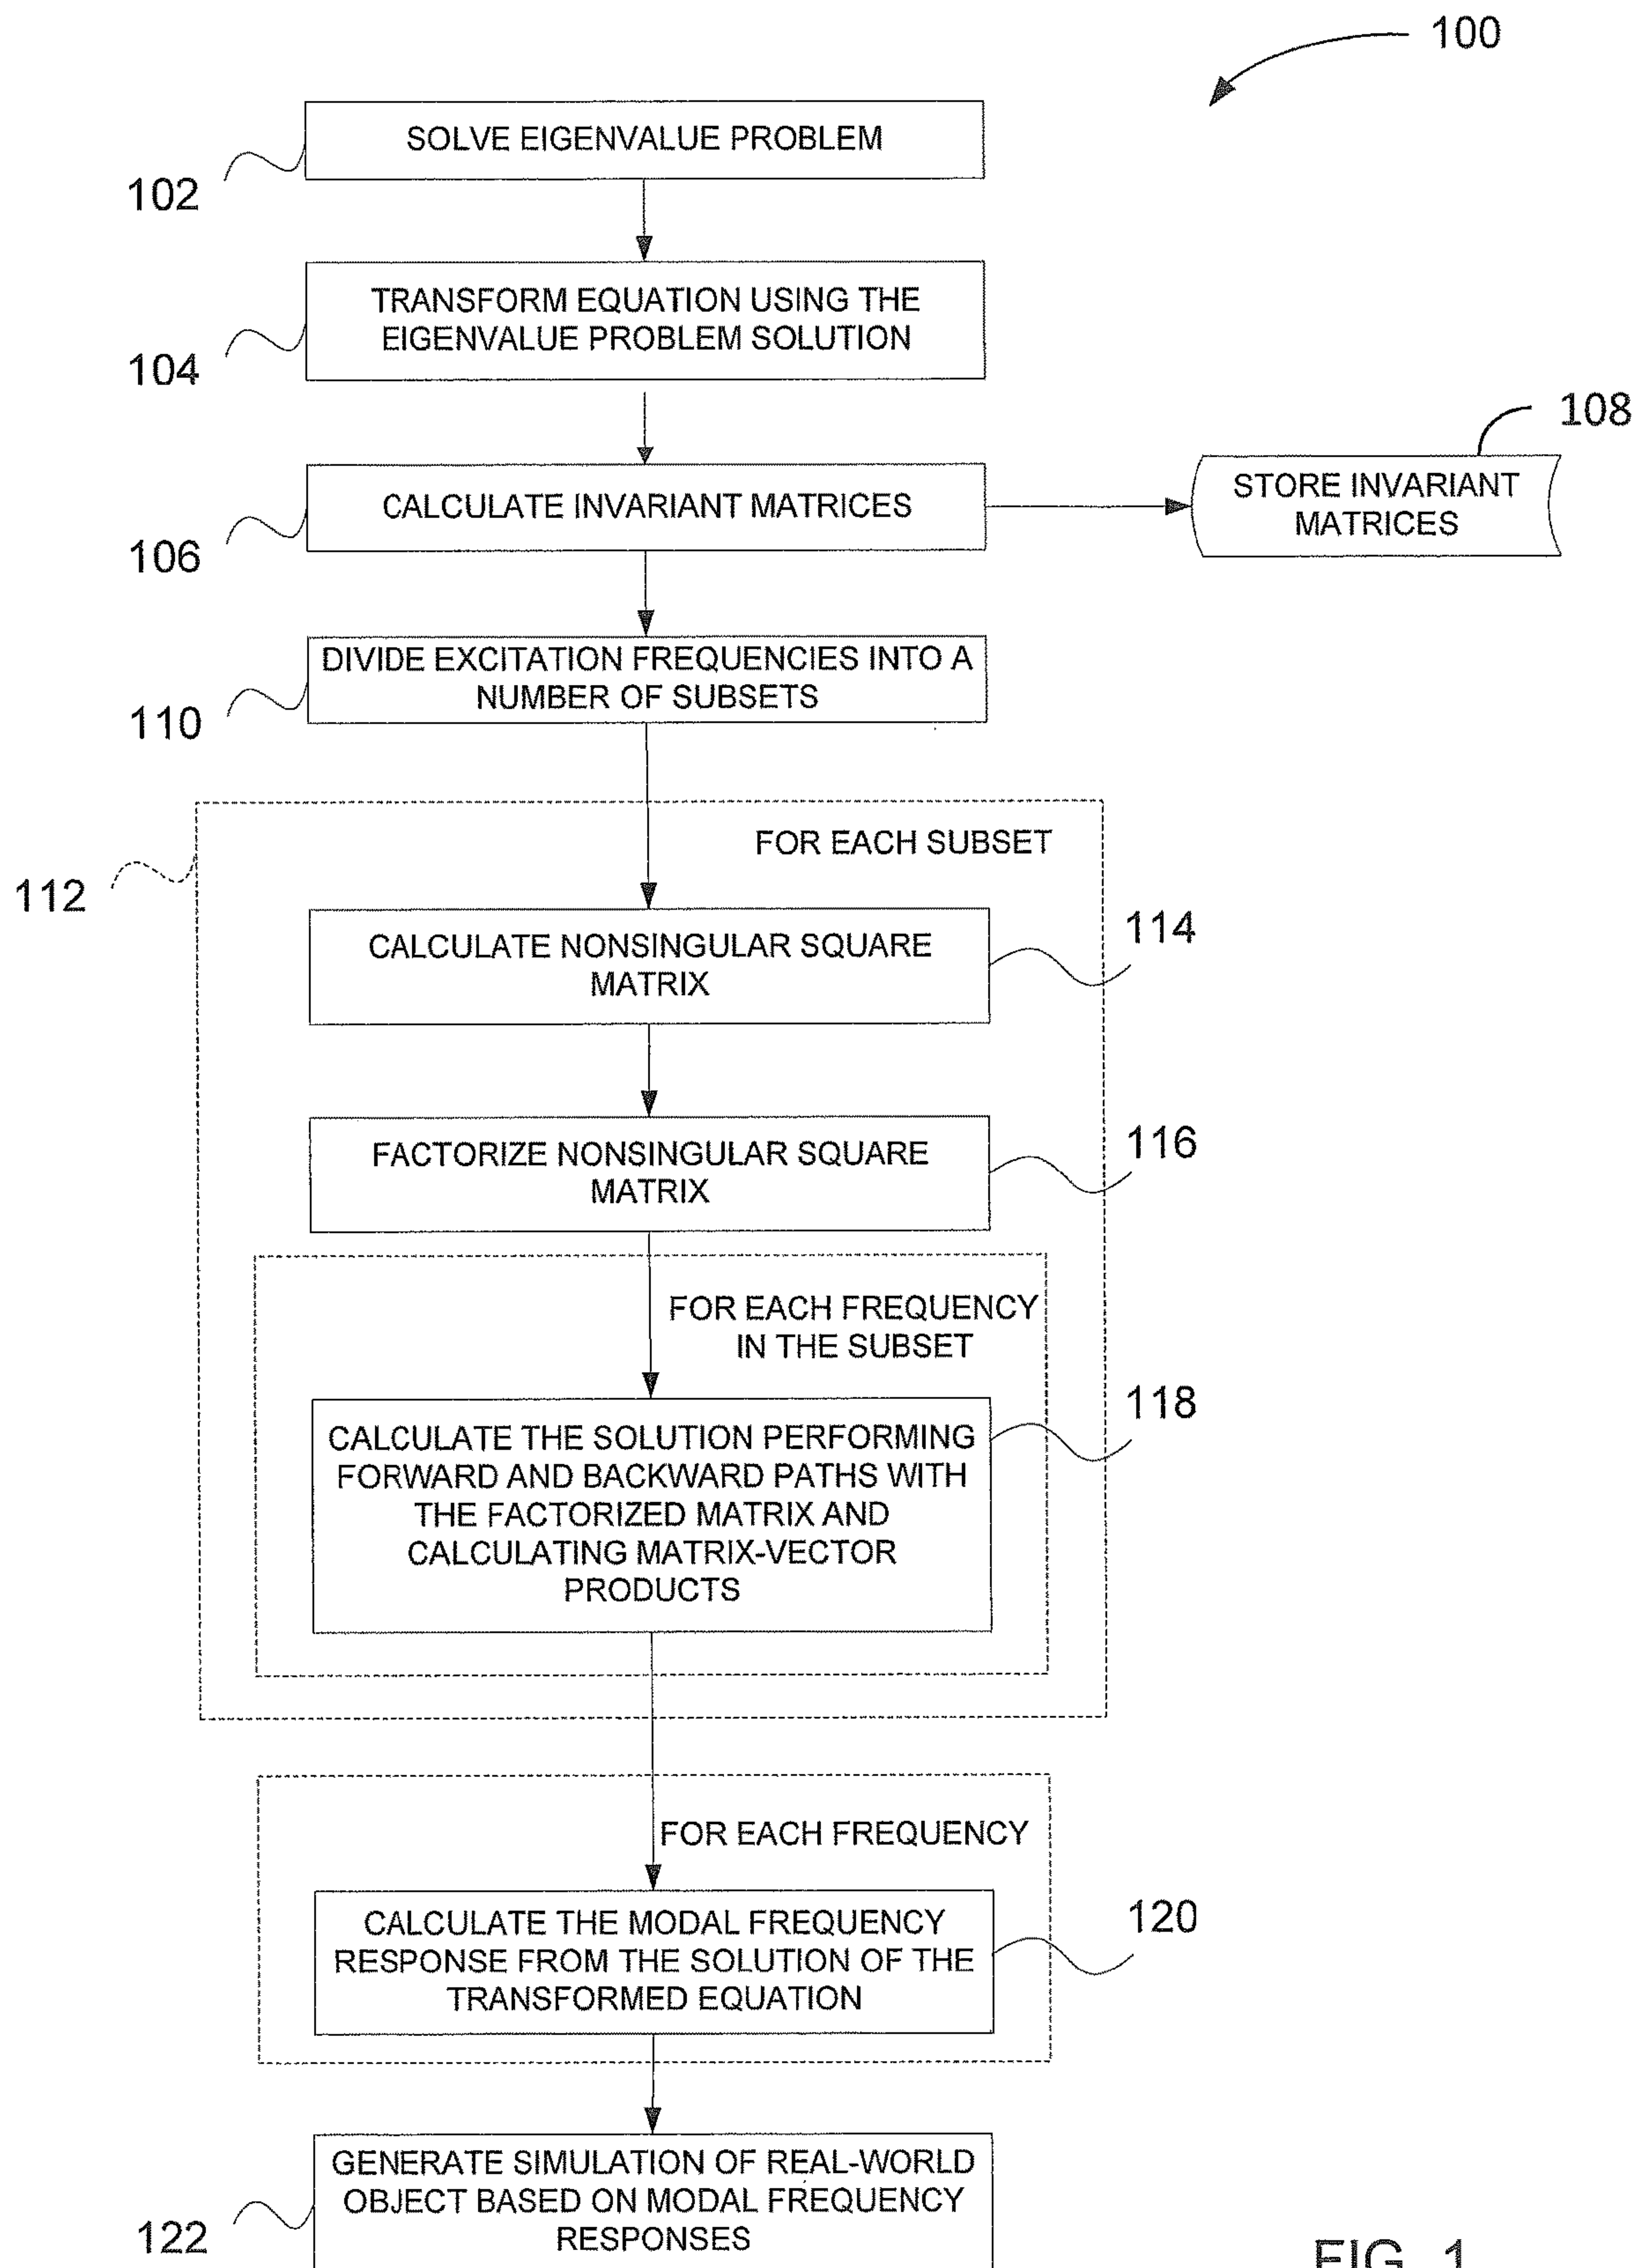 100
SOLVE EIGENVALUE PROBLEM
102
TRANSFORM EQUATION USING THE
EIGENVALUE PROBLEM SOLUTION
104
108
CALCULATE INVARIANT MATRICES
STORE INVARIANT
MATRICES
106
DIVIDE EXCITATION FREQUENCIES INTO A
NUMBER OF SUBSETS
110
FOR EACH SUBSET
112
CALCULATE NONSINGULAR SQUARE
MATRIX
114
FACTORIZE NONSINGULAR SQUARE
MATRIX
116
FOR EACH FREQUENCY
IN THE SUBSET
118
CALCULATE THE SOLUTION PERFORMING
FORWARD AND BACKWARD PATHS WITH
THE FACTORIZED MATRIX AND
CALCULATING MATRIX-VECTOR
PRODUCTS
FOR EACH FREQUENCY
CALCULATE THE MODAL FREQUENCY
RESPONSE FROM THE SOLUTION OF THE
TRANSFORMED EQUATION
120
GENERATE SIMULATION OF REAL-WORLD
OBJECT BASED ON MODAL FREQUENCY
RESPONSES
122
FIG. 1